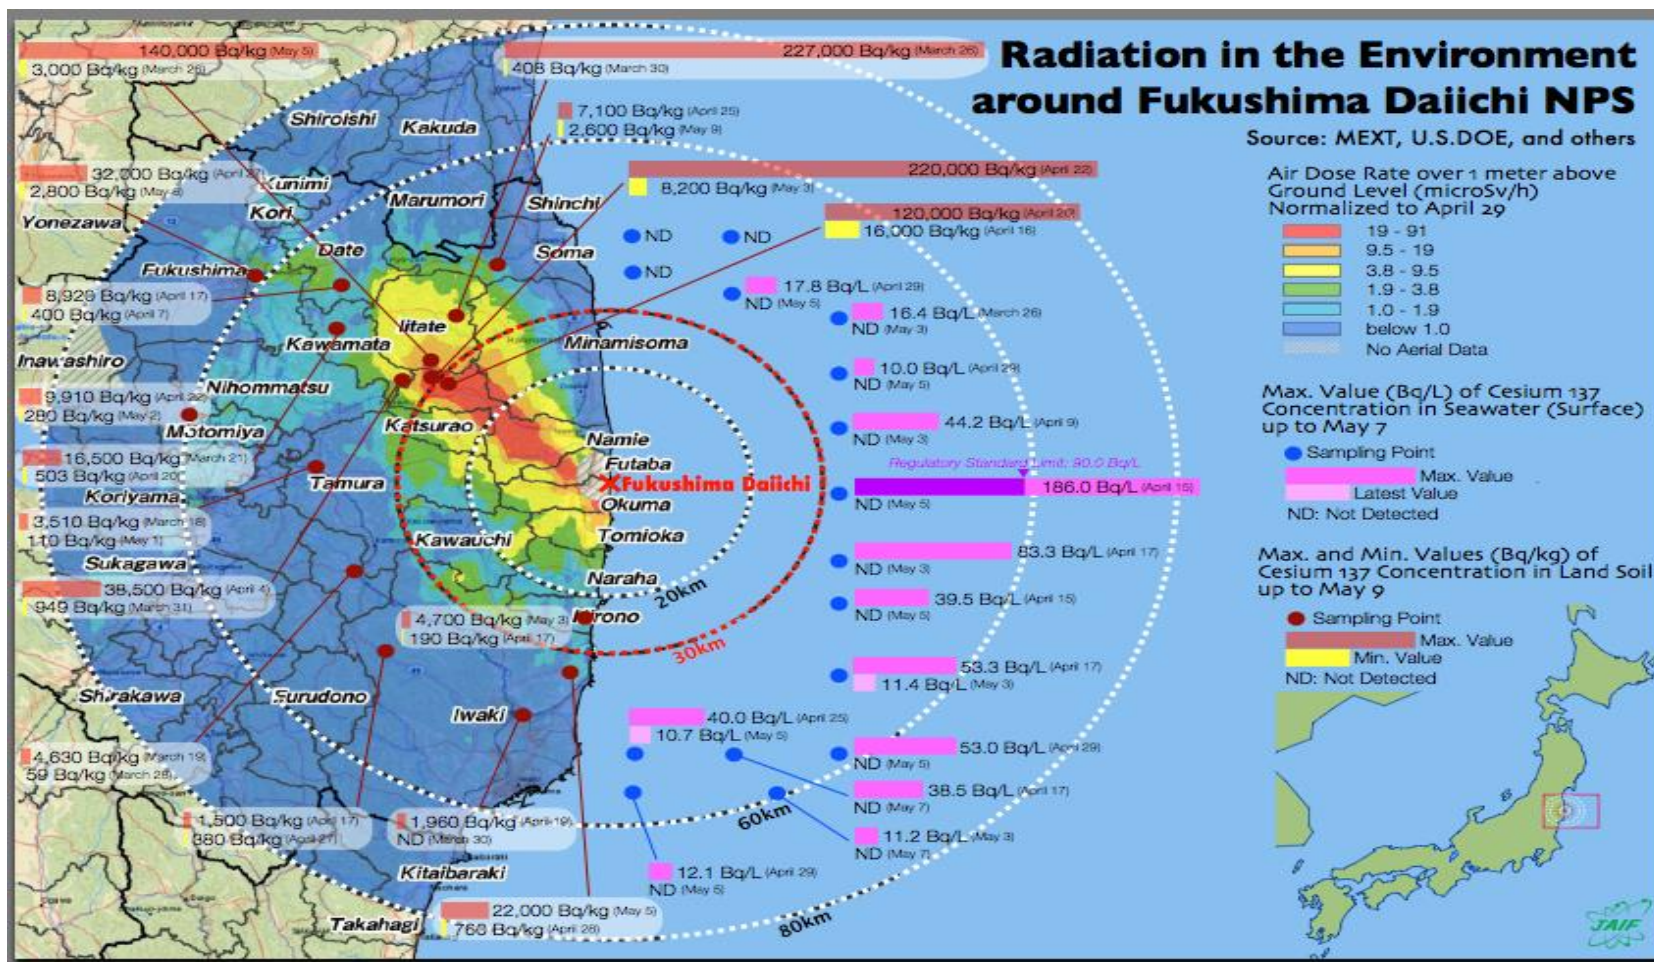 Radiation in the Environment
around Fukushima Daiichi NPS
Source: MEXT, U.S.DOE, and others
Air Dose Rate over 1 meter above
Ground Level (microSv/h)
Normalized to April 29
19 - 91
9.5 - 19
3.8 - 9.5
1.9 - 3.8
1.0 - 1.9
below 1.0
No Aerial Data
Max. Value (Bq/L) of Cesium 137
Concentration in Seawater (Surface)
up to May 7
Sampling Point
Max. Value
Latest Value
ND: Not Detected
Max. and Min. Values (Bq/kg) of
Cesium 137 Concentration in Land Soil
up to May 9
Sampling Point
Max. Value
Min. Value
ND: Not Detected
JAIF
140,000 Bq/kg (May 5)
3,000 Bq/kg (March 26)
227,000 Bq/kg (March 26)
408 Bq/kg (March 30)
7,100 Bq/kg (April 25)
2,600 Bq/kg (May 9)
32,000 Bq/kg (April 27)
2,800 Bq/kg (May 8)
220,000 Bq/kg (April 22)
8,200 Bq/kg (May 3)
120,000 Bq/kg (April 20)
16,000 Bq/kg (April 16)
8,920 Bq/kg (April 17)
400 Bq/kg (April 7)
9,910 Bq/kg (April 22)
280 Bq/kg (May 2)
16,500 Bq/kg (March 21)
503 Bq/kg (April 20)
3,510 Bq/kg (March 18)
110 Bq/kg (May 1)
38,500 Bq/kg (April 4)
949 Bq/kg (March 31)
4,700 Bq/kg (May 3)
190 Bq/kg (April 17)
4,630 Bq/kg (March 19)
59 Bq/kg (March 28)
1,500 Bq/kg (April 17)
380 Bq/kg (April 27)
1,960 Bq/kg (April 19)
ND (March 30)
22,000 Bq/kg (May 5)
768 Bq/kg (April 28)
Shiroishi
Kakuda
Kunimi
Kori
Marumori
Shinchi
Yonezawa
Date
Soma
Fukushima
Iitate
Kawamata
Minamisoma
Inawashiro
Nihommatsu
Motomiya
Katsurao
Namie
Futaba
Fukushima Daiichi
Tamura
Koriyama
Okuma
Kawauchi
Tomioka
Sukagawa
Naraha
Hirono
Shirakawa
Furudono
Iwaki
Kitaibaraki
Takahagi
20km
30km
60km
80km
ND
ND
ND
17.8 Bq/L (April 29)
ND (May 5)
16.4 Bq/L (March 26)
ND (May 3)
10.0 Bq/L (April 29)
ND (May 5)
44.2 Bq/L (April 9)
ND (May 3)
Regulatory Standard Limit: 90.0 Bq/L
186.0 Bq/L (April 15)
ND (May 5)
83.3 Bq/L (April 17)
ND (May 3)
39.5 Bq/L (April 15)
ND (May 5)
53.3 Bq/L (April 17)
11.4 Bq/L (May 3)
40.0 Bq/L (April 25)
10.7 Bq/L (May 5)
53.0 Bq/L (April 29)
ND (May 5)
38.5 Bq/L (April 17)
ND (May 7)
11.2 Bq/L (May 3)
ND (May 7)
12.1 Bq/L (April 29)
ND (May 5)